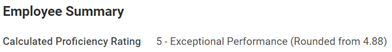 Employee Summary
Calculated Proficiency Rating 5 - Exceptional Performance (Rounded from 4.88)